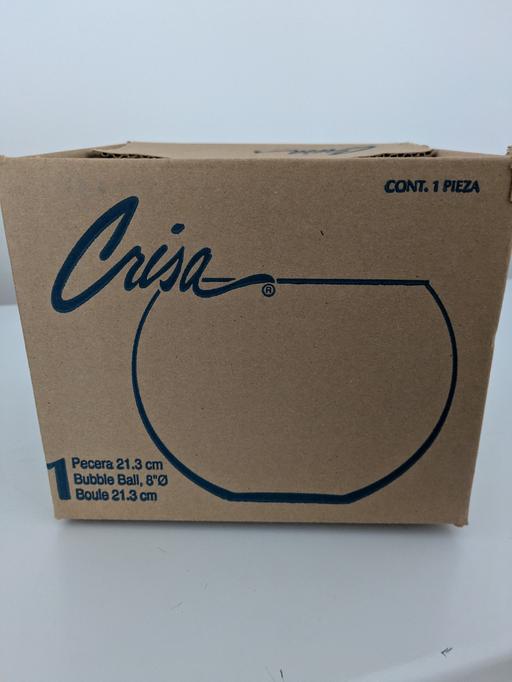 CONT. 1 PIEZA
Crisa®
1
Pecera 21.3 cm
Bubble Ball, 8"Ø
Boule 21.3 cm